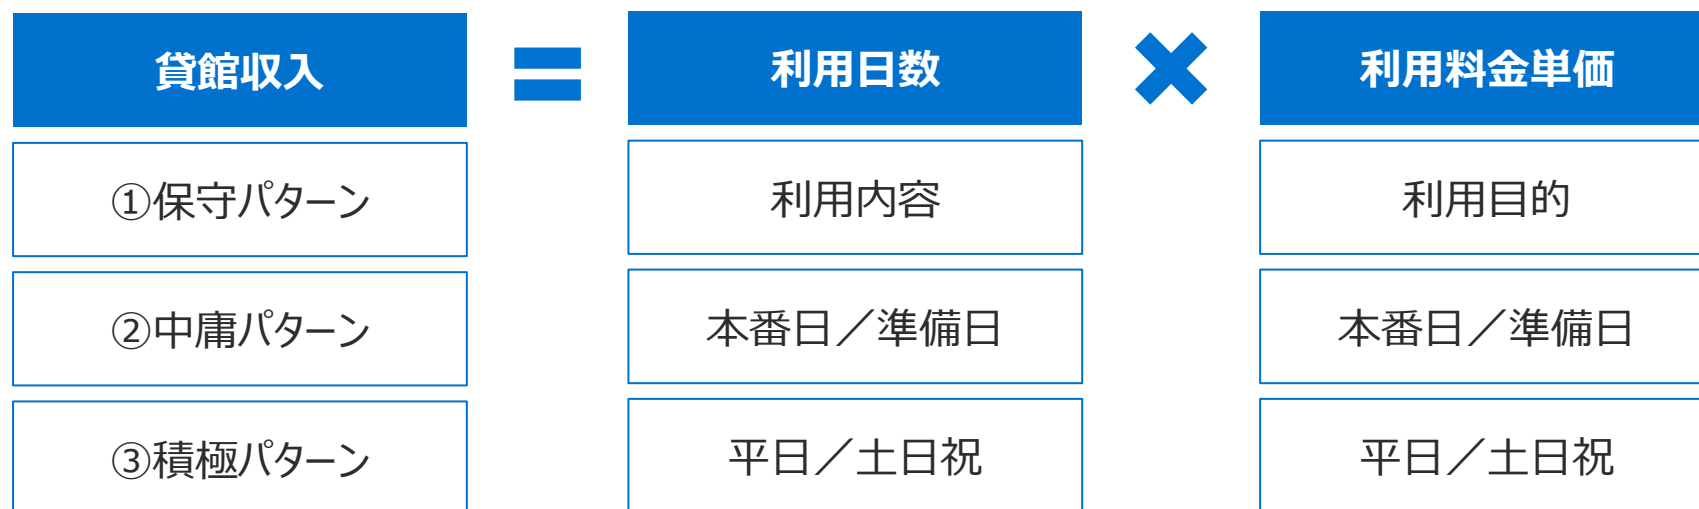 貸館収入
=
利用日数
×
利用料金単価
①保守パターン
利用内容
利用目的
②中庸パターン
本番日／準備日
本番日／準備日
③積極パターン
平日／土日祝
平日／土日祝